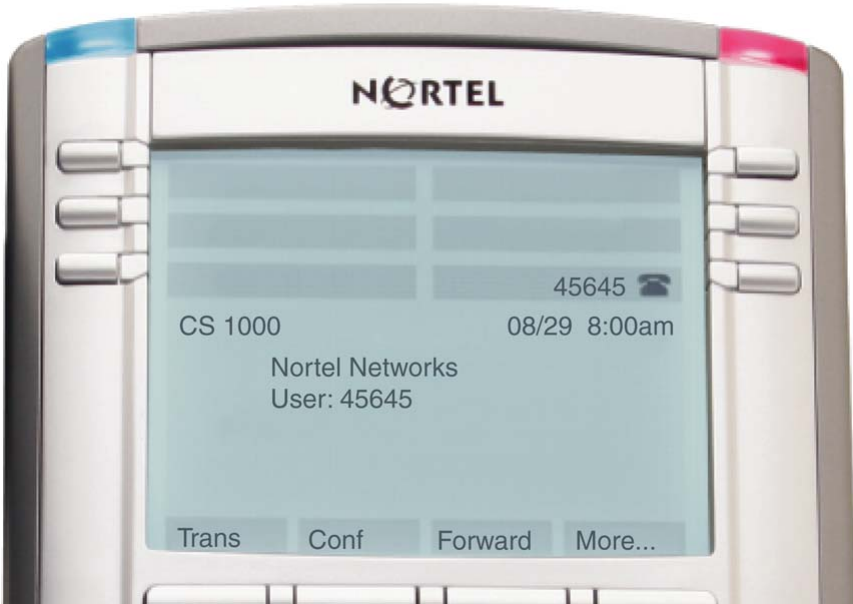 NORTEL
45645
CS 1000 08/29 8:00am
Nortel Networks
User: 45645
Trans Conf Forward More...